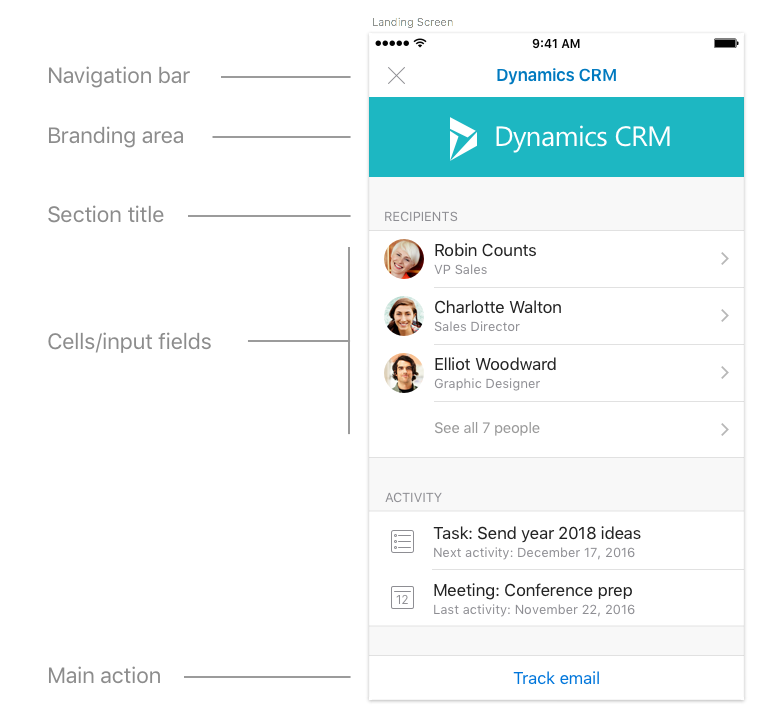 Landing Screen
9:41 AM
Navigation bar
Dynamics CRM
Branding area
Dynamics CRM
Section title
RECIPIENTS
Robin Counts
VP Sales
Charlotte Walton
Sales Director
Cells/input fields
Elliot Woodward
Graphic Designer
See all 7 people
ACTIVITY
Task: Send year 2018 ideas
Next activity: December 17, 2016
12
Meeting: Conference prep
Last activity: November 22, 2016
Main action
Track email